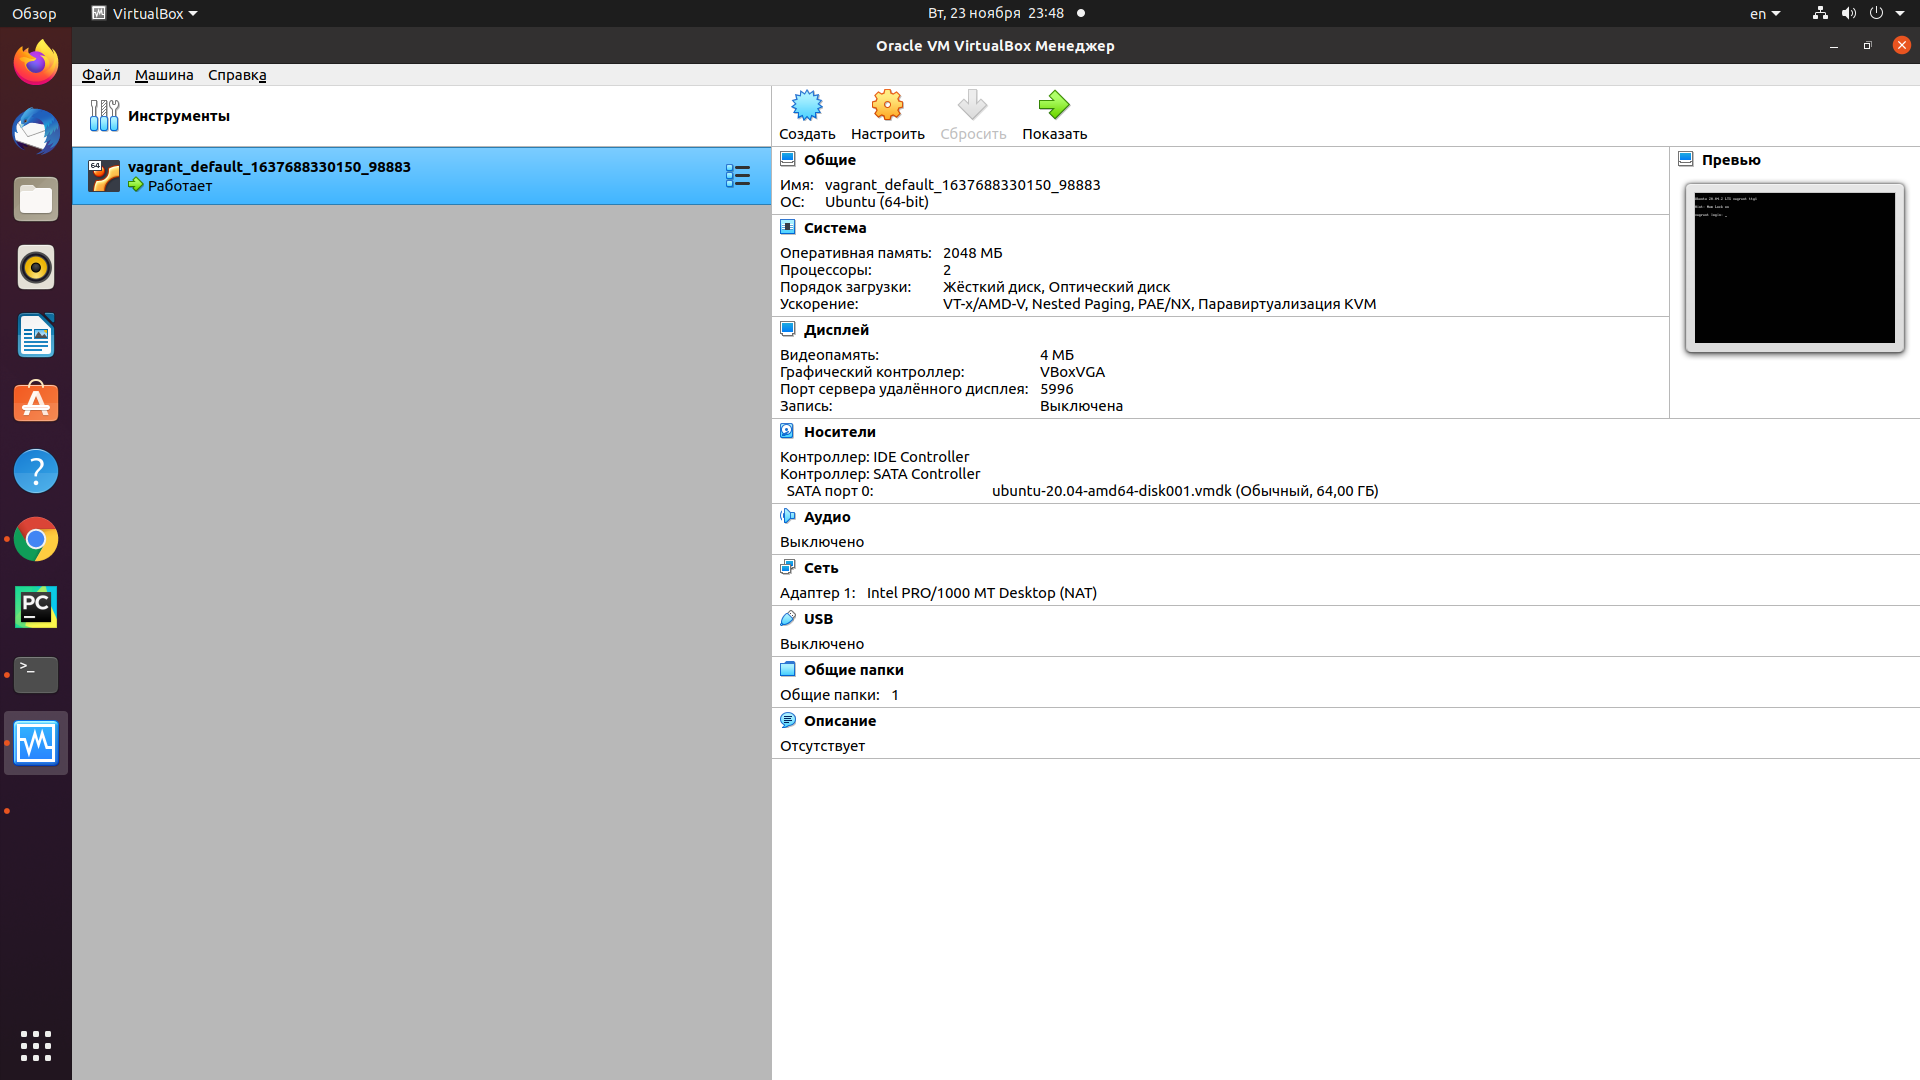 Обзор VirtualBox Вт, 23 ноября 23:48 en
Oracle VM VirtualBox Менеджер
Файл Машина Справка
Инструменты
Создать Настроить Сбросить Показать
64 vagrant_default_1637688330150_98883
Работает
Общие
Имя: vagrant_default_1637688330150_98883
ОС: Ubuntu (64-bit)
Превью
Система
Оперативная память: 2048 МБ
Процессоры: 2
Порядок загрузки: Жёсткий диск, Оптический диск
Ускорение: VT-x/AMD-V, Nested Paging, PAE/NX, Паравиртуализация KVM
Дисплей
Видеопамять: 4 МБ
Графический контроллер: VBoxVGA
Порт сервера удалённого дисплея: 5996
Запись: Выключена
Носители
Контроллер: IDE Controller
Контроллер: SATA Controller
SATA порт 0: ubuntu-20.04-amd64-disk001.vmdk (Обычный, 64,00 ГБ)
Аудио
Выключено
Сеть
Адаптер 1: Intel PRO/1000 MT Desktop (NAT)
USB
Выключено
Общие папки
Общие папки: 1
Описание
Отсутствует
PC
>_